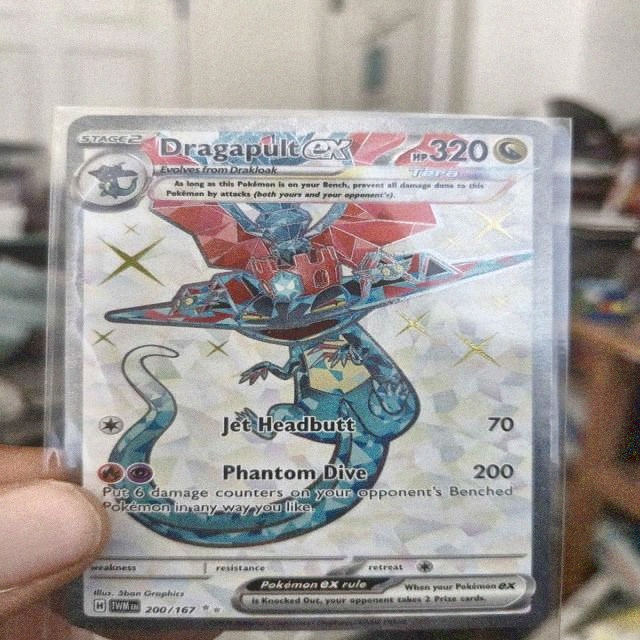 STAGE 2 Dragapult ex HP 320
Evolves from Drakloak Tera
As long as this Pokémon is on your Bench, prevent all damage done to this
Pokémon by attacks (both yours and your opponent's).
Jet Headbutt 70
Phantom Dive 200
Put 6 damage counters on your opponent's Benched
Pokémon in any way you like.
weakness resistance retreat
Pokémon ex rule When your Pokémon ex
is Knocked Out, your opponent takes 2 Prize cards.
Illus. 5ban Graphics
H TWM EN 200/167